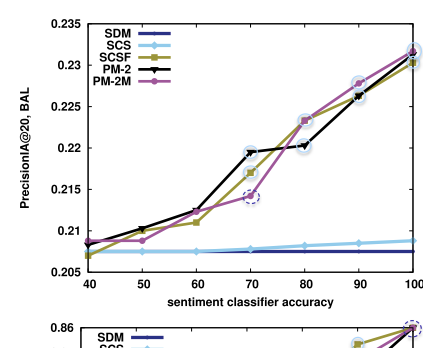 0.235
0.23
0.225
0.22
0.215
0.21
0.205
PrecisionIA@20, BAL
SDM
SCS
SCSF
PM-2
PM-2M
40 50 60 70 80 90 100
sentiment classifier accuracy
0.86
SDM
SCS